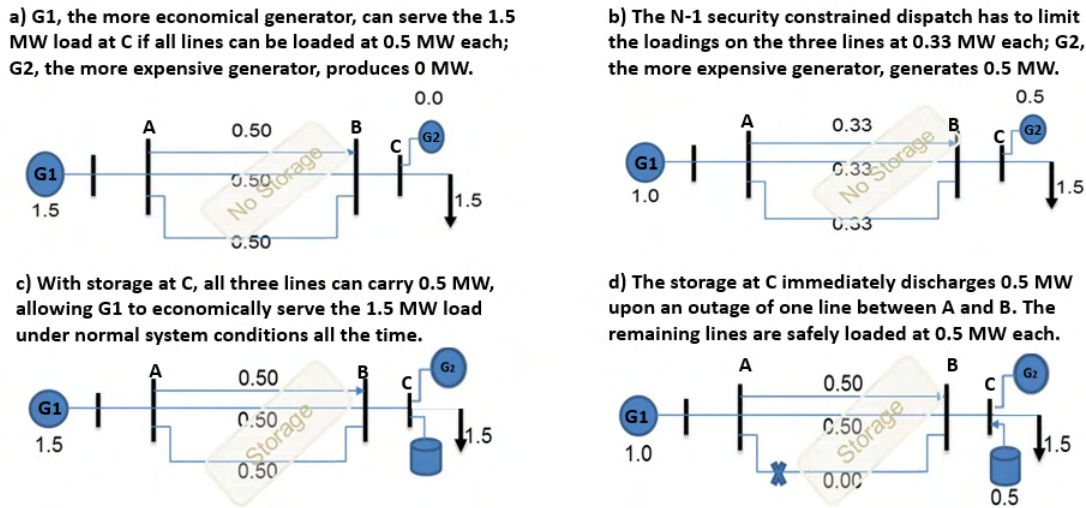 a) G1, the more economical generator, can serve the 1.5
MW load at C if all lines can be loaded at 0.5 MW each;
G2, the more expensive generator, produces 0 MW.
0.0
A
0.50
B
C
G2
G1
0.50
No Storage
1.5
1.5
0.50
b) The N-1 security constrained dispatch has to limit
the loadings on the three lines at 0.33 MW each; G2,
the more expensive generator, generates 0.5 MW.
0.5
A
0.33
B
C
G2
G1
0.33
No Storage
1.0
1.5
0.33
c) With storage at C, all three lines can carry 0.5 MW,
allowing G1 to economically serve the 1.5 MW load
under normal system conditions all the time.
A
0.50
B
C
G2
G1
0.50
Storage
1.5
1.5
0.50
d) The storage at C immediately discharges 0.5 MW
upon an outage of one line between A and B. The
remaining lines are safely loaded at 0.5 MW each.
A
0.50
B
C
G2
G1
0.50
Storage
1.0
1.5
0.00
0.5